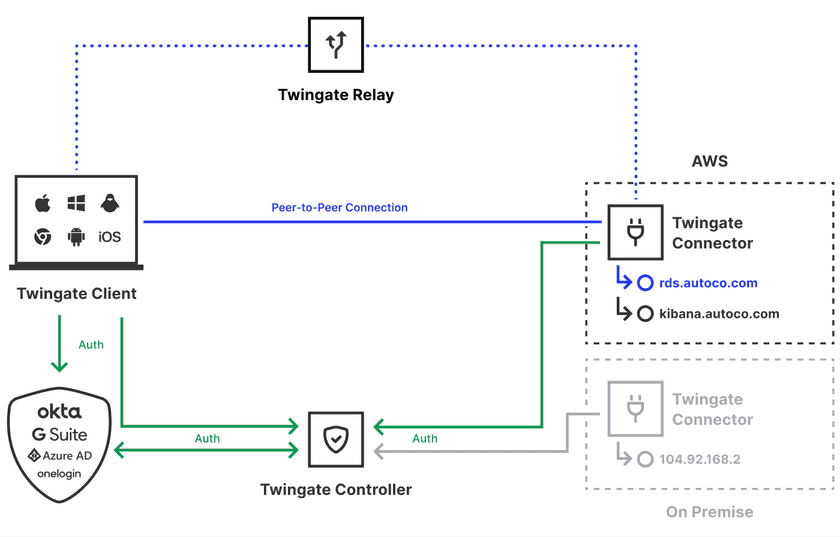 Twingate Relay
AWS
Peer-to-Peer Connection
Twingate
Connector
iOS
rds.autoco.com
Twingate Client
kibana.autoco.com
Auth
Twingate
Connector
okta
G Suite
Azure AD
onelogin
Auth
Auth
104.92.168.2
Twingate Controller
On Premise